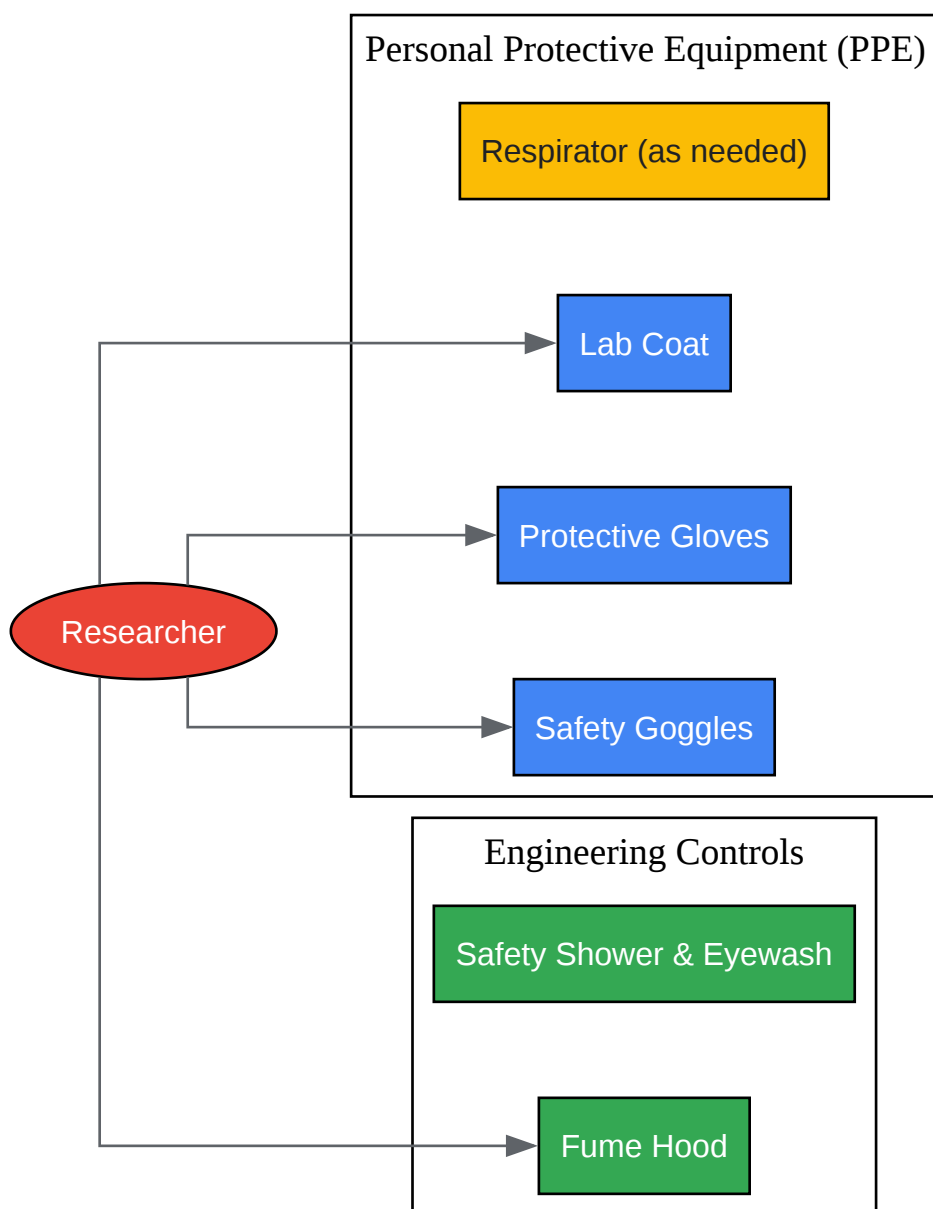 Personal Protective Equipment (PPE)
Respirator (as needed)
Lab Coat
Protective Gloves
Researcher
Safety Goggles
Engineering Controls
Safety Shower & Eyewash
Fume Hood